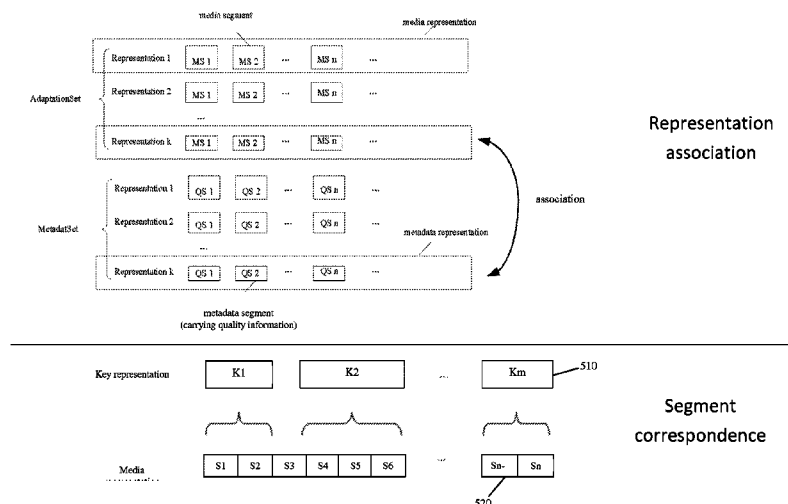 media segment
media representation
Representation 1 MS 1 MS 2 ... MS n ...
Representation 2 MS 1 MS 2 ... MS n ...
AdaptationSet
...
Representation k MS 1 MS 2 ... MS n ...
Representation
association
Representation 1 QS 1 QS 2 ... QS n ...
association
Representation 2 QS 1 QS 2 ... QS n ...
MetadatSet
metadata representation
...
Representation k QS 1 QS 2 ... QS n ...
metadata segment
(carrying quality information)
Key representation K1 K2 ... Km 510
Segment
correspondence
S1 S2 S3 S4 S5 S6 ... Sn- Sn
Media
520